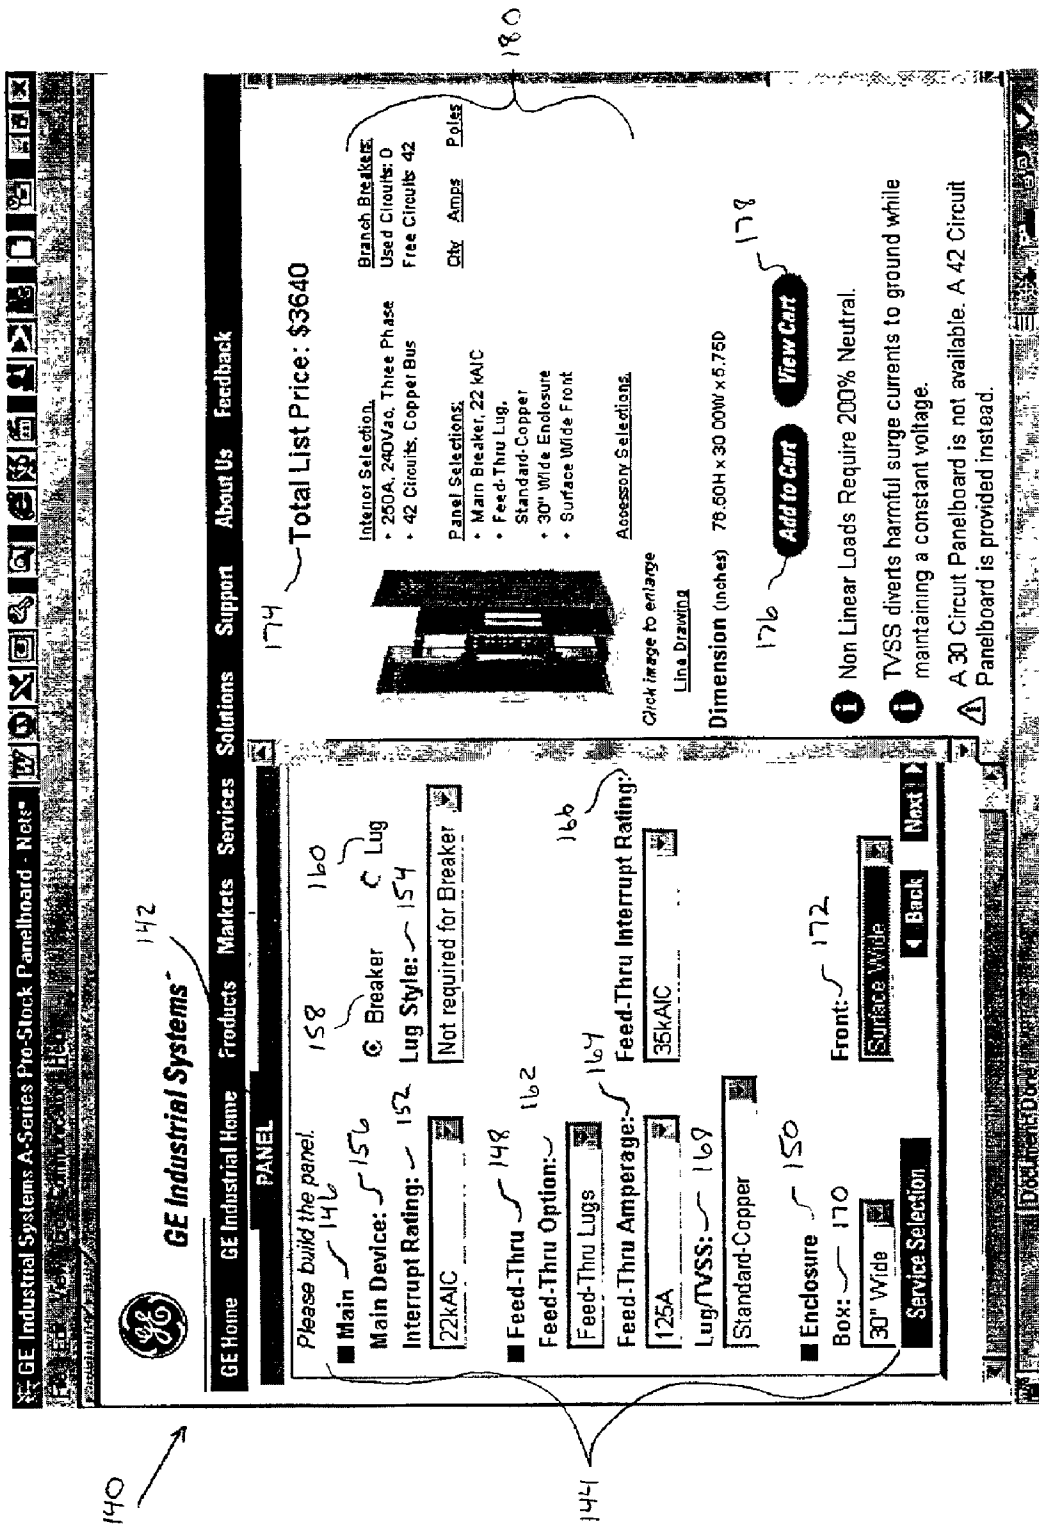 140
GE Industrial Systems A-Series Pro-Stock Panelboard - Nets
GE Industrial Systems
142
GE Home GE Industrial Home Products Markets Services Solutions Support About Us Feedback
PANEL
Please build the panel.
146
Main
158
160
Main Device: 156
Breaker
Lug
Interrupt Rating: 152
Lug Style: 154
22kAIC
Not required for Breaker
Feed-Thru 148
Feed-Thru Option: 162
Feed-Thru Lugs
164
166
Feed-Thru Amperage:
Feed-Thru Interrupt Rating:
125A
35kAIC
Lug/TVSS: 168
Standard-Copper
Enclosure 150
Box: 170
Front: 172
30" Wide
Surface Wide
Service Selection
Back
Next
144
174
Total List Price: $3640
Interior Selection.
• 250A, 240Vac, Three Phase
• 42 Circuits, Copper Bus
Branch Breakers:
Used Circuits: 0
Free Circuits 42
Panel Selections:
• Main Breaker, 22 kAIC
• Feed-Thru Lug,
Standard-Copper
• 30" Wide Enclosure
• Surface Wide Front
Qty Amps Poles
180
Accessory Selections.
Click image to enlarge
Line Drawing
Dimension (inches) 76.50H x 30 00W x 5.75D
176
Add to Cart
View Cart
178
Non Linear Loads Require 200% Neutral.
TVSS diverts harmful surge currents to ground while
maintaining a constant voltage.
A 30 Circuit Panelboard is not available. A 42 Circuit
Panelboard is provided instead.
Document: Done